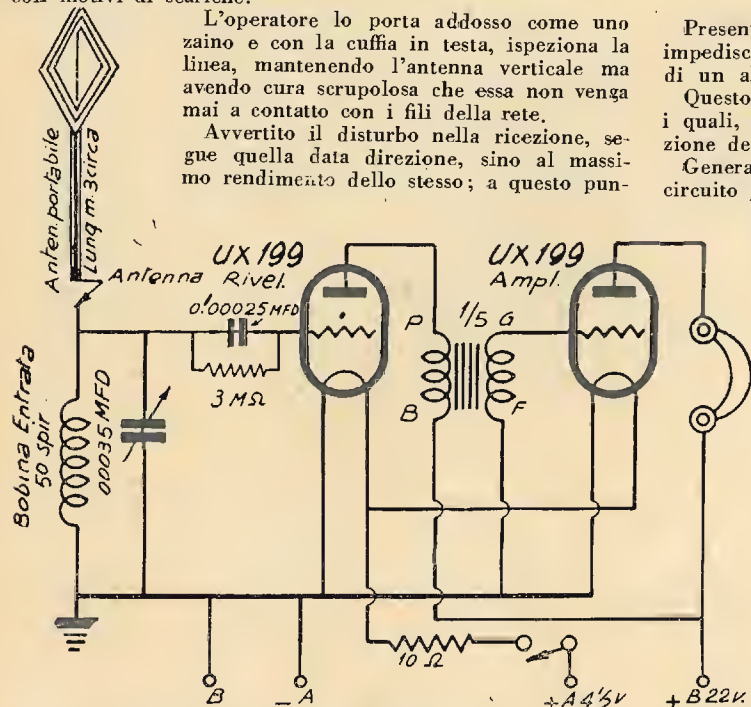 L'operatore lo porta addosso come uno
zaino e con la cuffia in testa, ispeziona la
linea, mantenendo l'antenna verticale ma
avendo cura scrupolosa che essa non venga
mai a contatto con i fili della rete.
Avvertito il disturbo nella ricezione, se-
gue quella data direzione, sino al massi-
mo rendimento dello stesso; a questo pun-
Present
impedisc
di un a
Questo
i quali,
zione de
General
circuito
Anten. portabile
Lung m. 3 circa
Antenna
UX 199
Rivel.
0'00025 MFD
3 MΩ
Bobina Entrata
50 spir.
00035 MFD
P
1/5
G
B
F
UX 199
Ampl.
10 Ω
B
- A
+A 4½v
+B 22v.